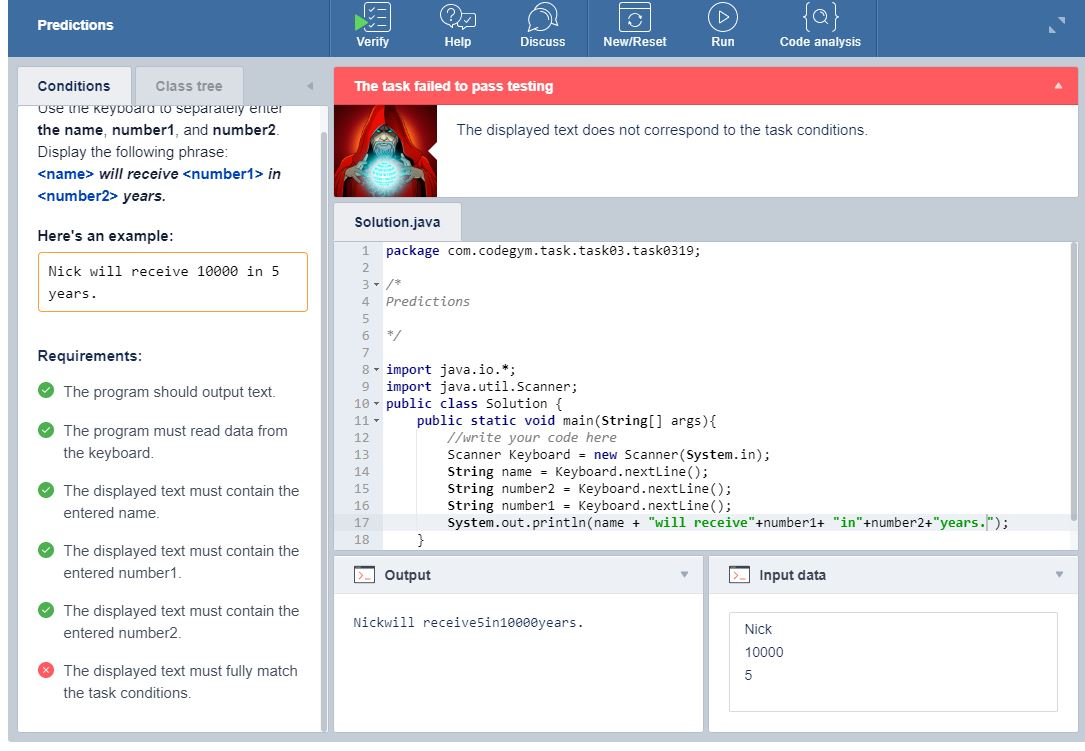 Predictions
Verify
Help
Discuss
New/Reset
Run
Code analysis
Conditions
Class tree
Use the keyboard to separately enter
the name, number1, and number2.
Display the following phrase:
<name> will receive <number1> in
<number2> years.
Here's an example:
Nick will receive 10000 in 5
years.
Requirements:
The program should output text.
The program must read data from
the keyboard.
The displayed text must contain the
entered name.
The displayed text must contain the
entered number1.
The displayed text must contain the
entered number2.
The displayed text must fully match
the task conditions.
The task failed to pass testing
The displayed text does not correspond to the task conditions.
Solution.java
1 package com.codegym.task.task03.task0319;
2
3 /*
4 Predictions
5
6 */
7
8 import java.io.*;
9 import java.util.Scanner;
10 public class Solution {
11     public static void main(String[] args){
12         //write your code here
13         Scanner Keyboard = new Scanner(System.in);
14         String name = Keyboard.nextLine();
15         String number2 = Keyboard.nextLine();
16         String number1 = Keyboard.nextLine();
17         System.out.println(name + "will receive"+number1+ "in"+number2+"years.");
18     }
Output
Nickwill receive5in10000years.
Input data
Nick
10000
5